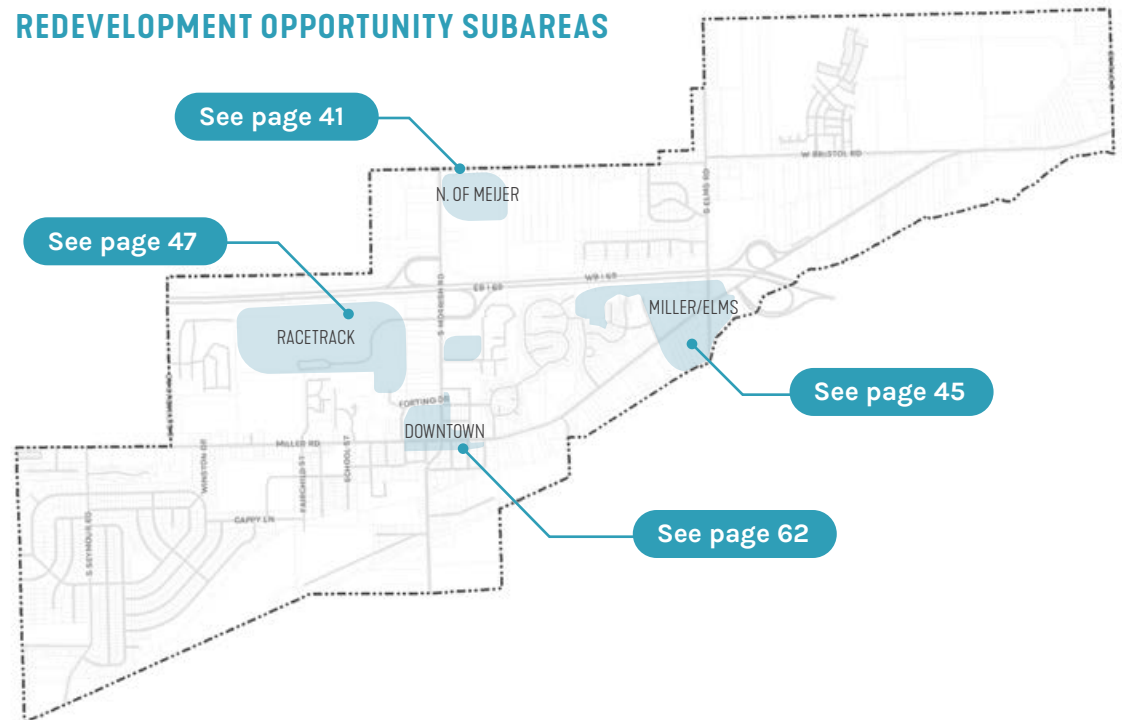 REDEVELOPMENT OPPORTUNITY SUBAREAS
See page 41
W BRISTOL RD
N. OF MEIJER
S ELMS RD
See page 47
WB I 69
EB I 69
S MORRISH RD
MILLER/ELMS
RACETRACK
See page 45
FORTINO DR
DOWNTOWN
MILLER RD
WINSTON DR
FAIRCHILD ST
SCHOOL ST
CAPPY LN
S SEYMOUR RD
See page 62